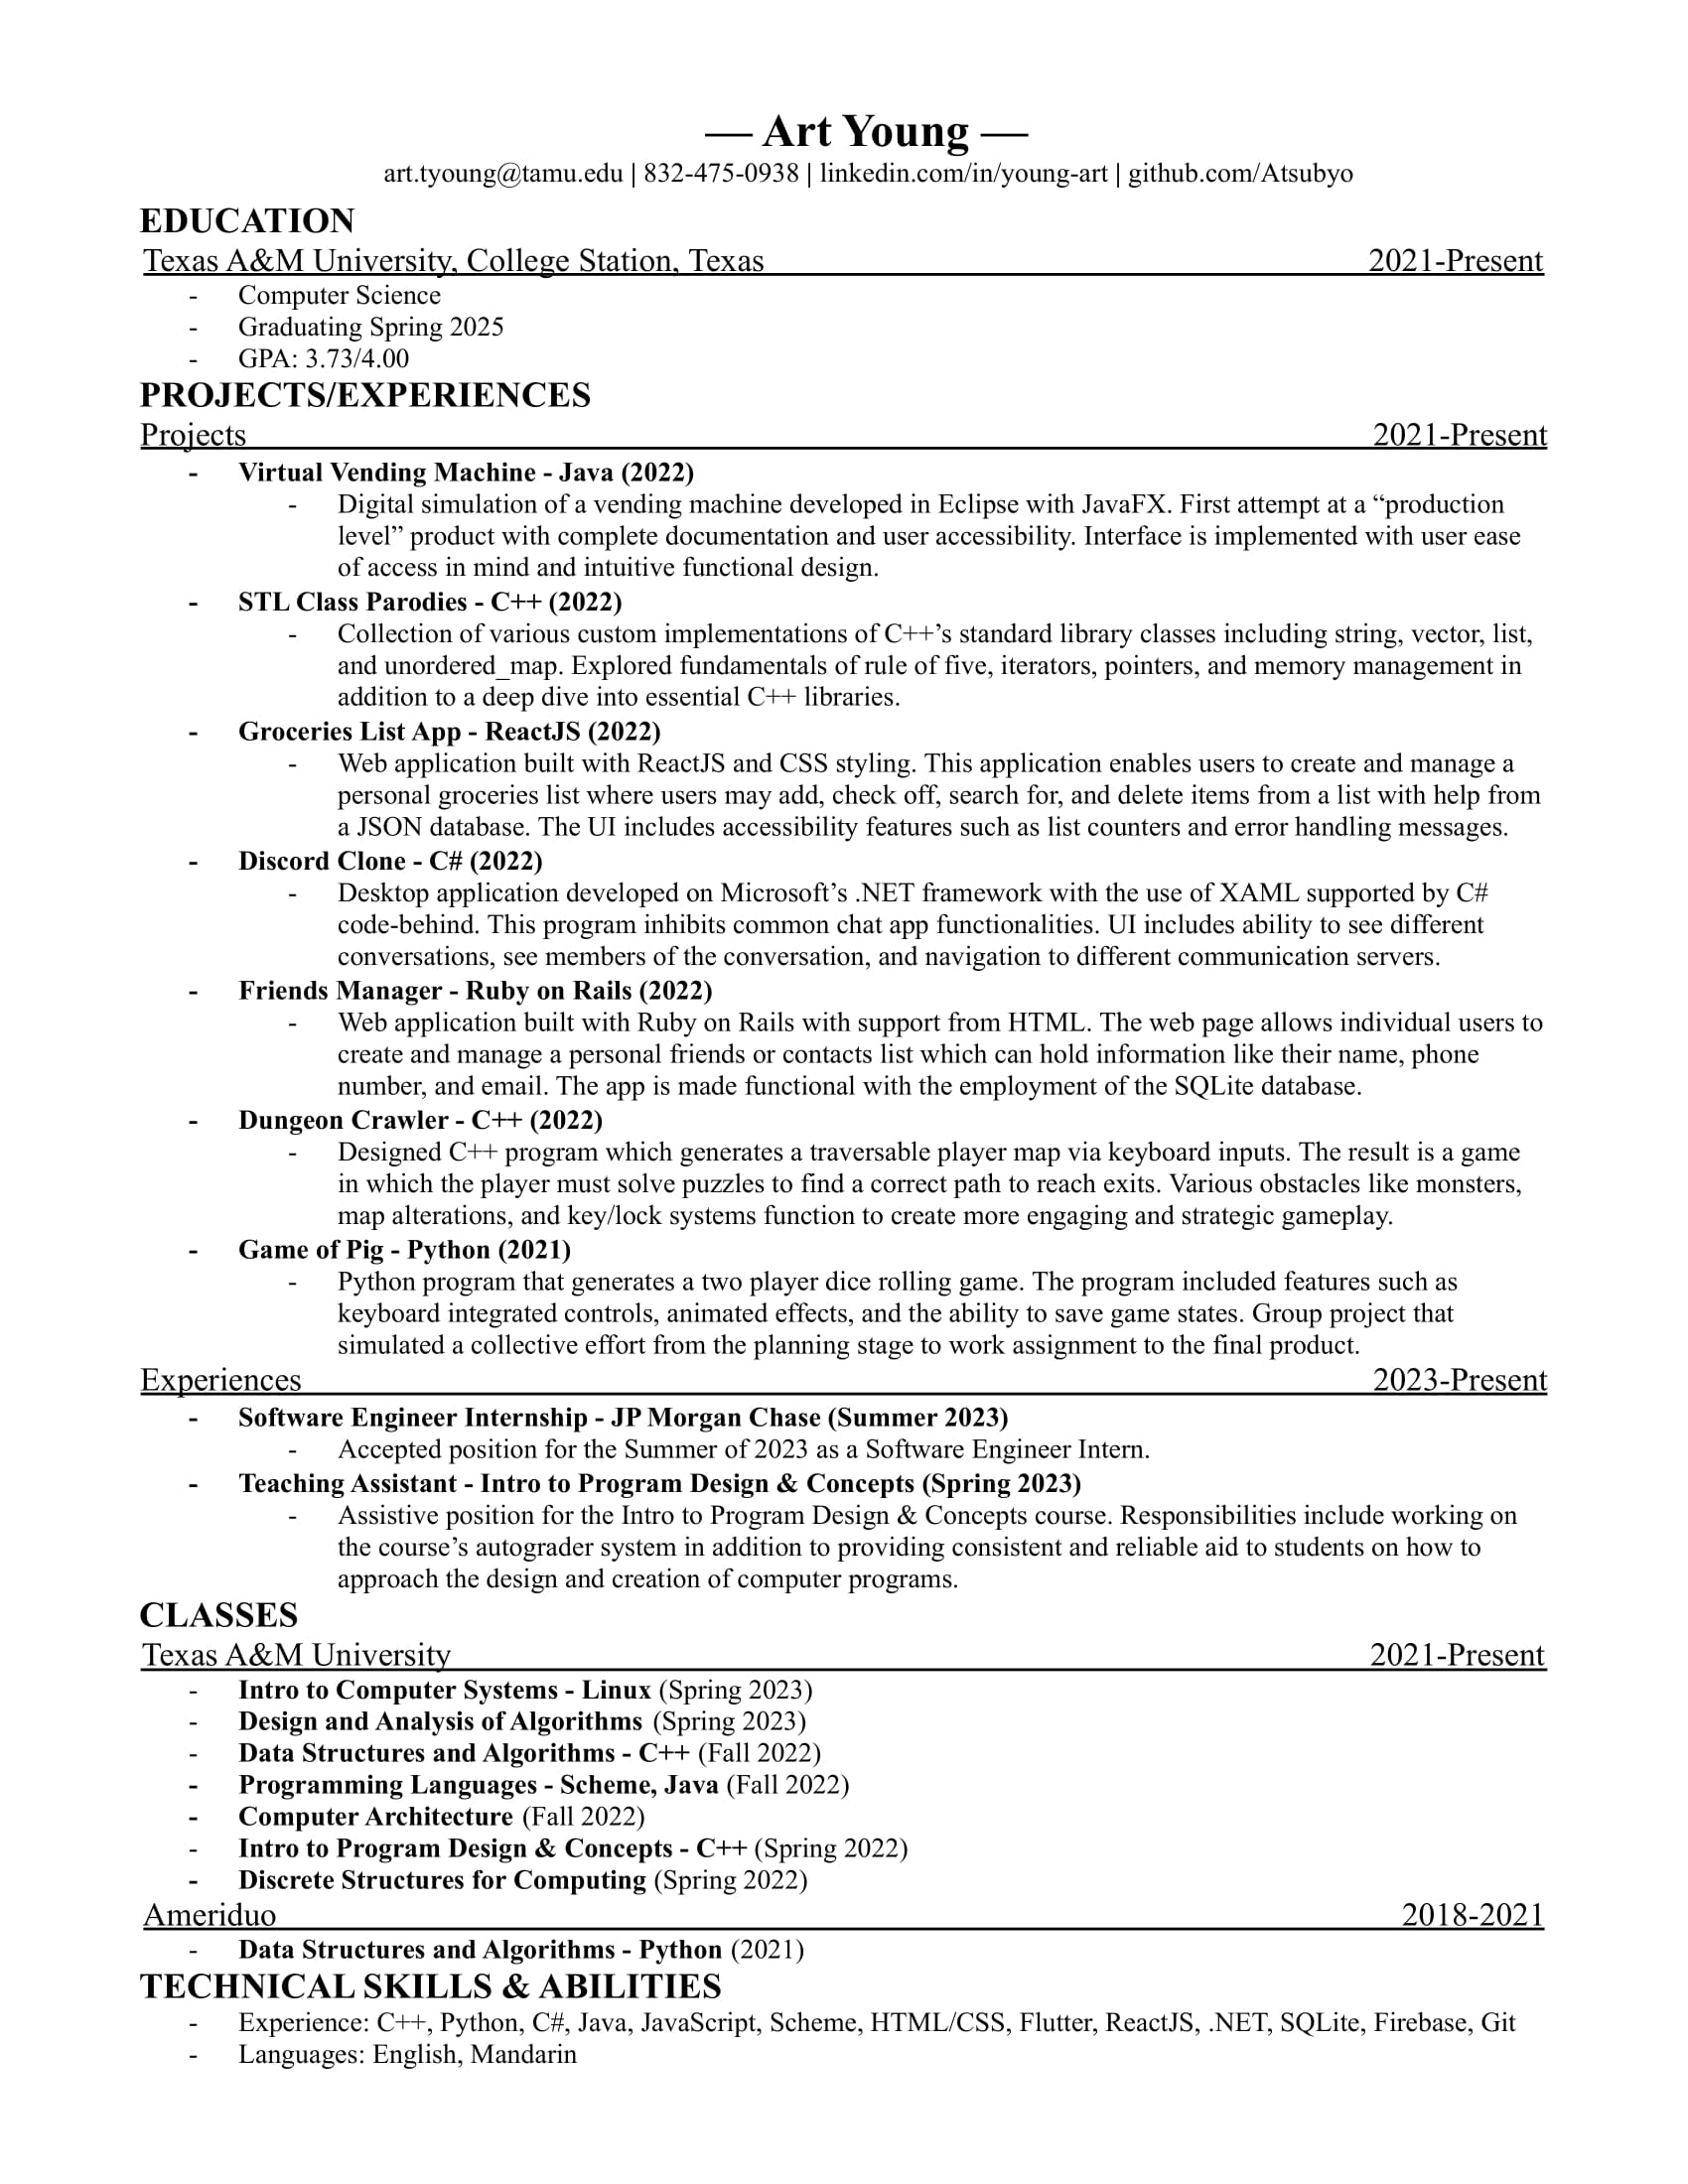 — Art Young —
art.tyoung@tamu.edu | 832-475-0938 | linkedin.com/in/young-art | github.com/Atsubyo
EDUCATION
Texas A&M University, College Station, Texas 2021-Present
- Computer Science
- Graduating Spring 2025
- GPA: 3.73/4.00
PROJECTS/EXPERIENCES
Projects 2021-Present
- Virtual Vending Machine - Java (2022)
- Digital simulation of a vending machine developed in Eclipse with JavaFX. First attempt at a “production
level” product with complete documentation and user accessibility. Interface is implemented with user ease
of access in mind and intuitive functional design.
- STL Class Parodies - C++ (2022)
- Collection of various custom implementations of C++’s standard library classes including string, vector, list,
and unordered_map. Explored fundamentals of rule of five, iterators, pointers, and memory management in
addition to a deep dive into essential C++ libraries.
- Groceries List App - ReactJS (2022)
- Web application built with ReactJS and CSS styling. This application enables users to create and manage a
personal groceries list where users may add, check off, search for, and delete items from a list with help from
a JSON database. The UI includes accessibility features such as list counters and error handling messages.
- Discord Clone - C# (2022)
- Desktop application developed on Microsoft’s .NET framework with the use of XAML supported by C#
code-behind. This program inhibits common chat app functionalities. UI includes ability to see different
conversations, see members of the conversation, and navigation to different communication servers.
- Friends Manager - Ruby on Rails (2022)
- Web application built with Ruby on Rails with support from HTML. The web page allows individual users to
create and manage a personal friends or contacts list which can hold information like their name, phone
number, and email. The app is made functional with the employment of the SQLite database.
- Dungeon Crawler - C++ (2022)
- Designed C++ program which generates a traversable player map via keyboard inputs. The result is a game
in which the player must solve puzzles to find a correct path to reach exits. Various obstacles like monsters,
map alterations, and key/lock systems function to create more engaging and strategic gameplay.
- Game of Pig - Python (2021)
- Python program that generates a two player dice rolling game. The program included features such as
keyboard integrated controls, animated effects, and the ability to save game states. Group project that
simulated a collective effort from the planning stage to work assignment to the final product.
Experiences 2023-Present
- Software Engineer Internship - JP Morgan Chase (Summer 2023)
- Accepted position for the Summer of 2023 as a Software Engineer Intern.
- Teaching Assistant - Intro to Program Design & Concepts (Spring 2023)
- Assistive position for the Intro to Program Design & Concepts course. Responsibilities include working on
the course’s autograder system in addition to providing consistent and reliable aid to students on how to
approach the design and creation of computer programs.
CLASSES
Texas A&M University 2021-Present
- Intro to Computer Systems - Linux (Spring 2023)
- Design and Analysis of Algorithms (Spring 2023)
- Data Structures and Algorithms - C++ (Fall 2022)
- Programming Languages - Scheme, Java (Fall 2022)
- Computer Architecture (Fall 2022)
- Intro to Program Design & Concepts - C++ (Spring 2022)
- Discrete Structures for Computing (Spring 2022)
Ameriduo 2018-2021
- Data Structures and Algorithms - Python (2021)
TECHNICAL SKILLS & ABILITIES
- Experience: C++, Python, C#, Java, JavaScript, Scheme, HTML/CSS, Flutter, ReactJS, .NET, SQLite, Firebase, Git
- Languages: English, Mandarin